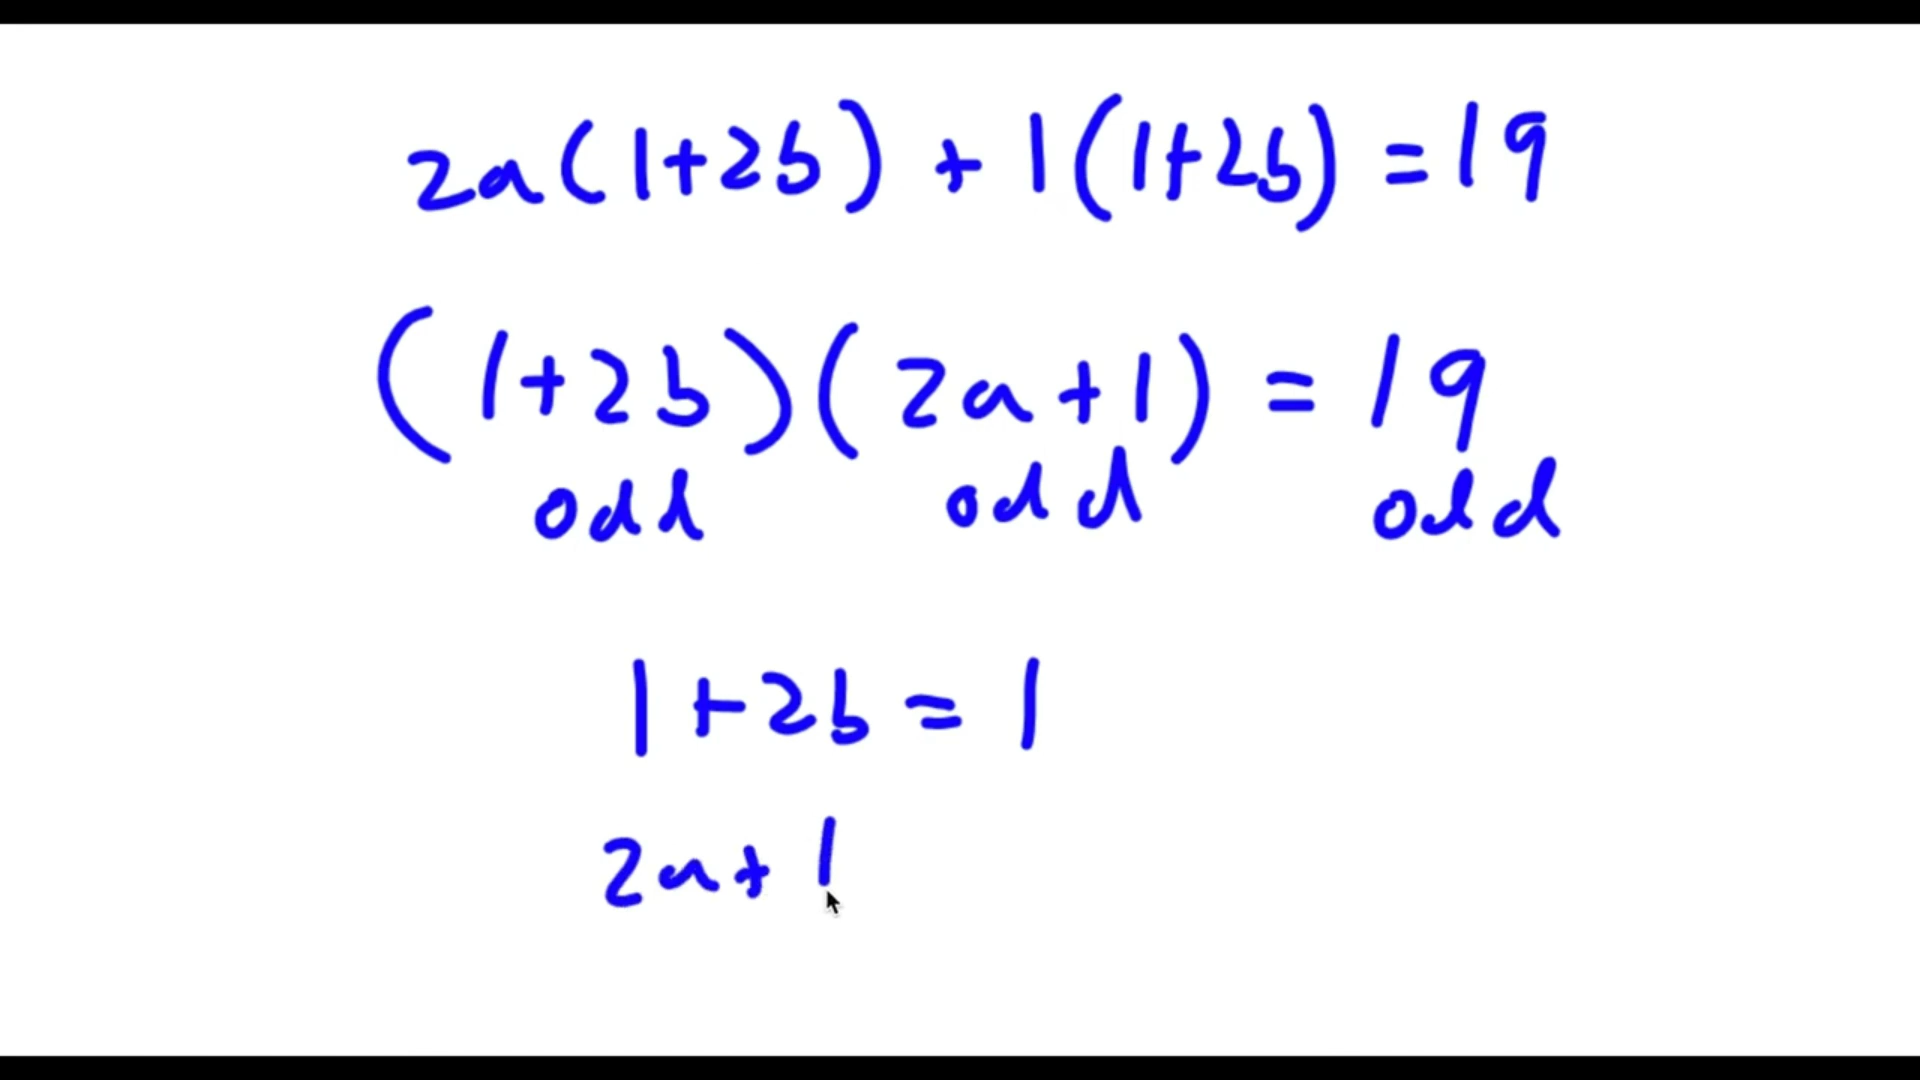 2a(1+2b) + 1(1+2b) = 19
(1+2b)(2a+1) = 19
odd odd odd
1+2b = 1
2a+1